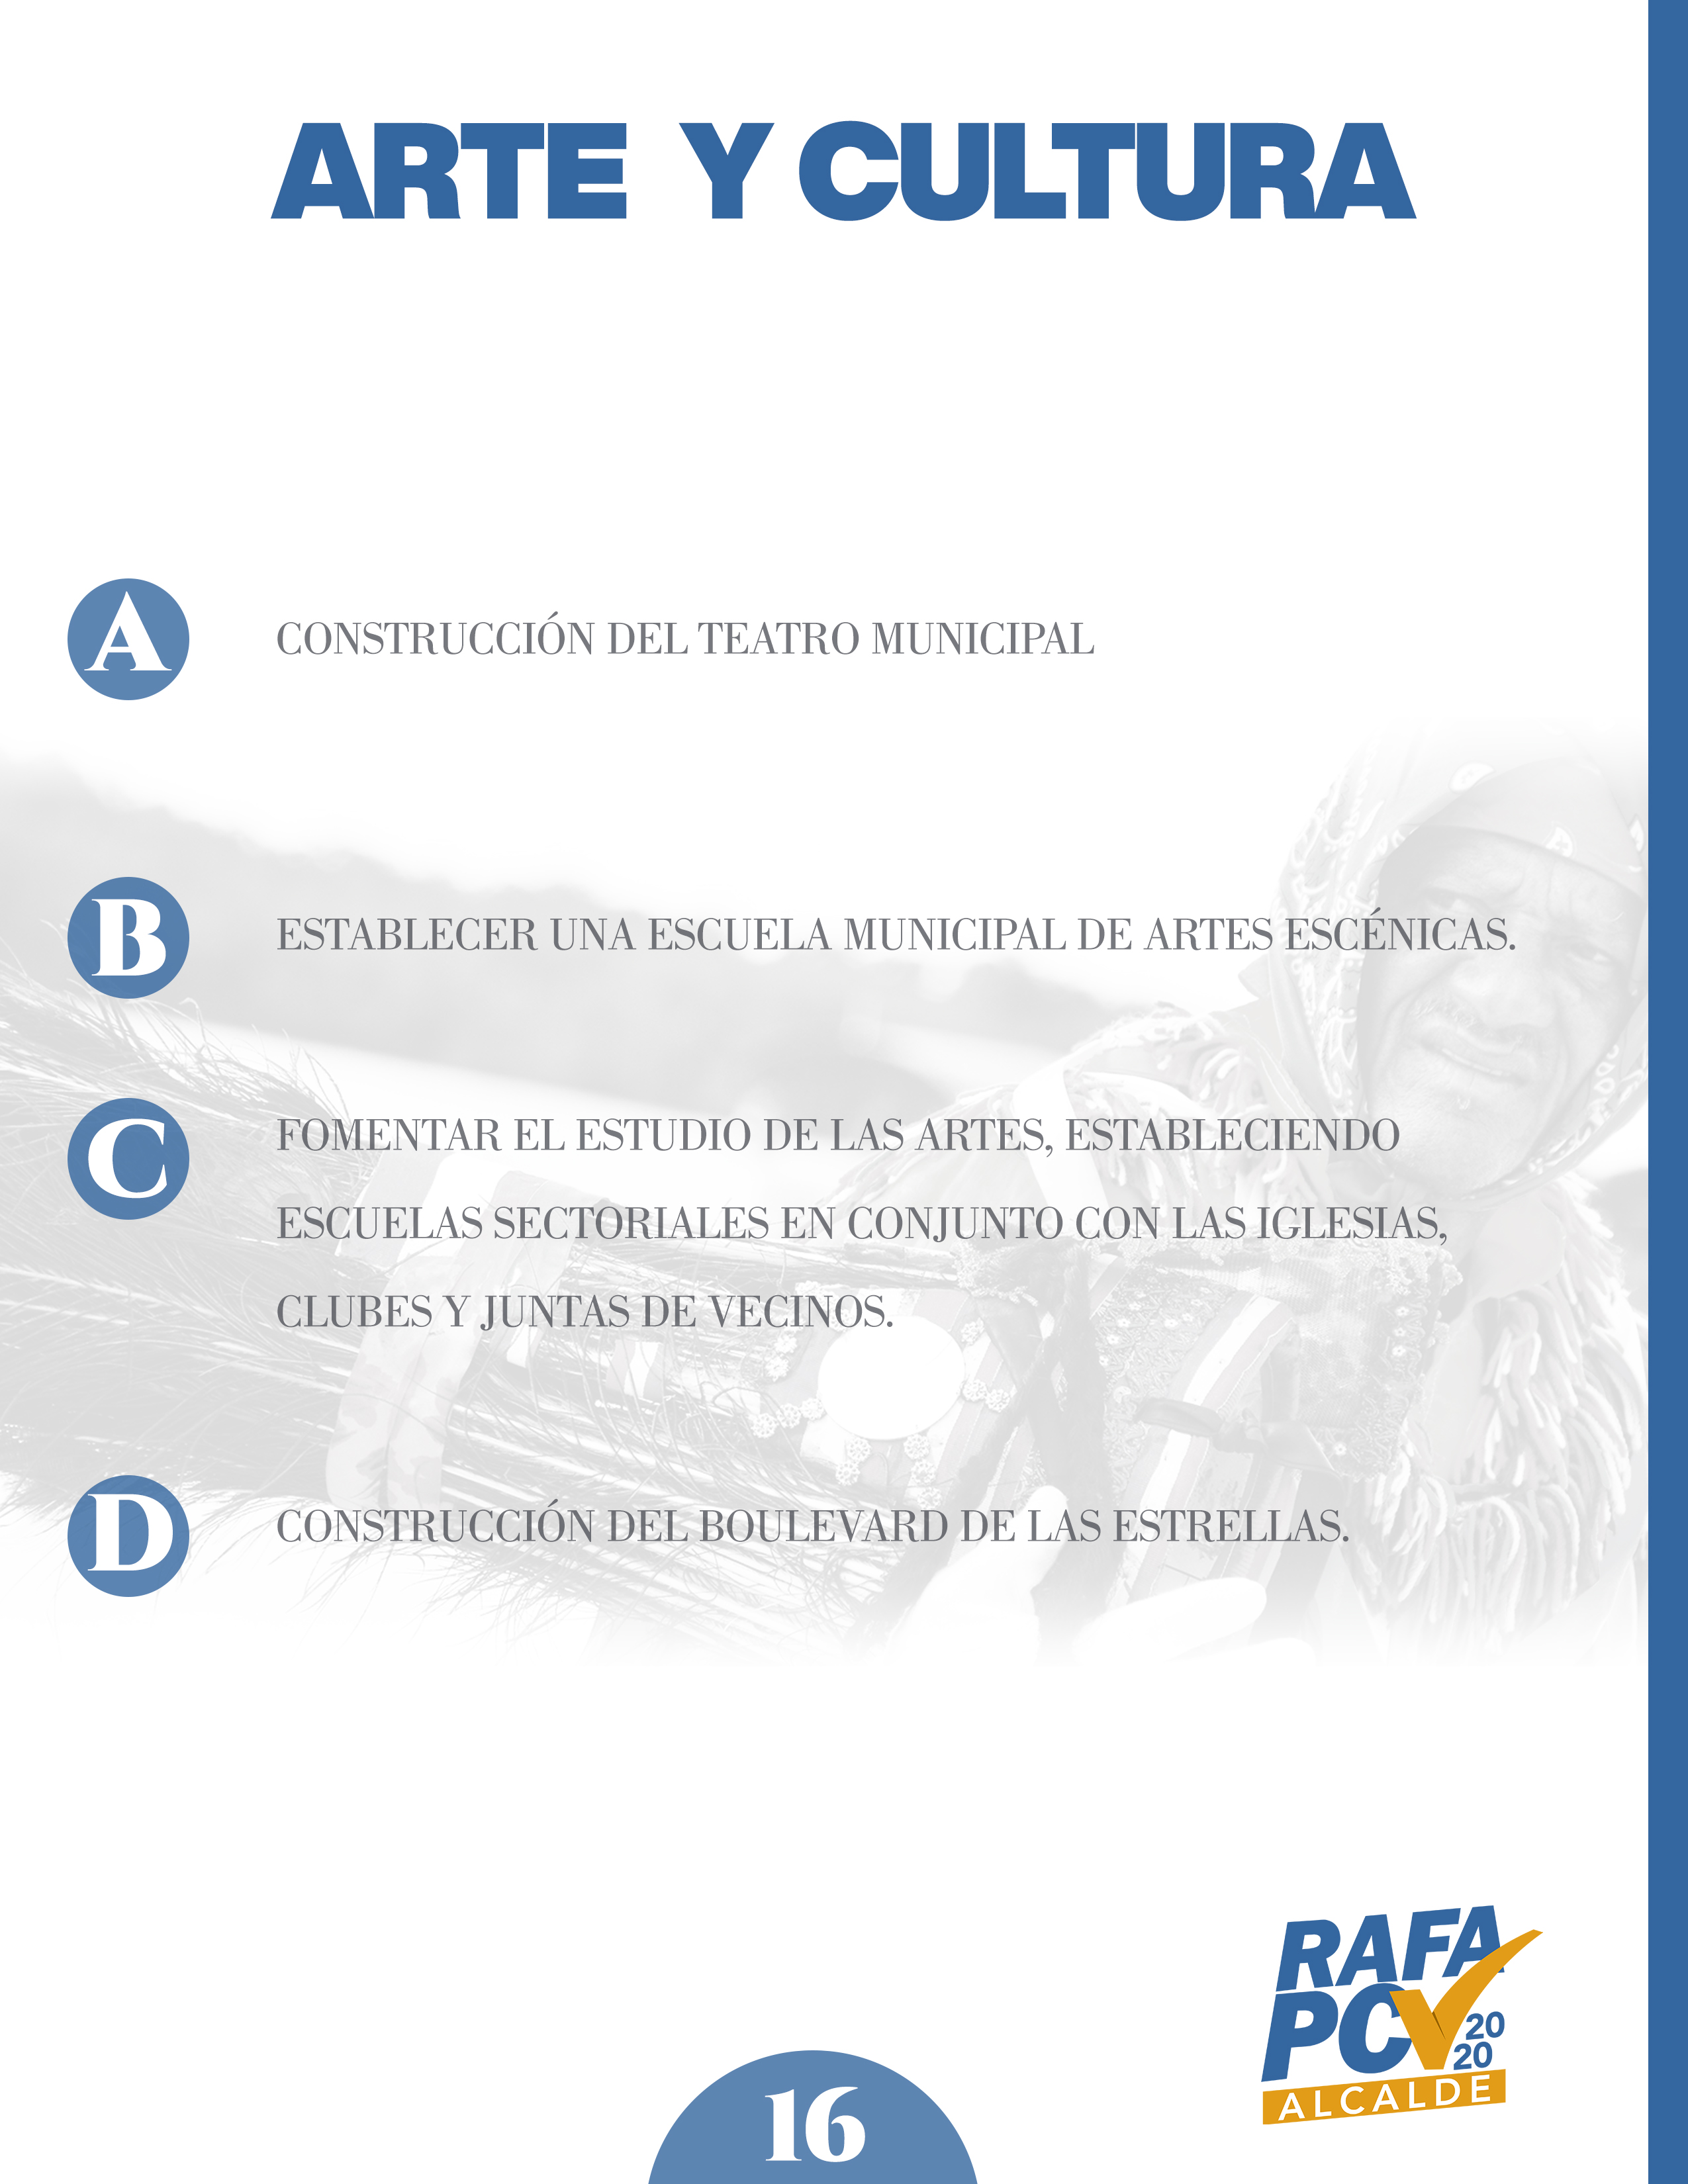 ARTE Y CULTURA
A
CONSTRUCCIÓN DEL TEATRO MUNICIPAL
B
ESTABLECER UNA ESCUELA MUNICIPAL DE ARTES ESCÉNICAS.
C
FOMENTAR EL ESTUDIO DE LAS ARTES, ESTABLECIENDO
ESCUELAS SECTORIALES EN CONJUNTO CON LAS IGLESIAS,
CLUBES Y JUNTAS DE VECINOS.
D
CONSTRUCCIÓN DEL BOULEVARD DE LAS ESTRELLAS.
RAFA
PC
20
20
ALCALDE
16